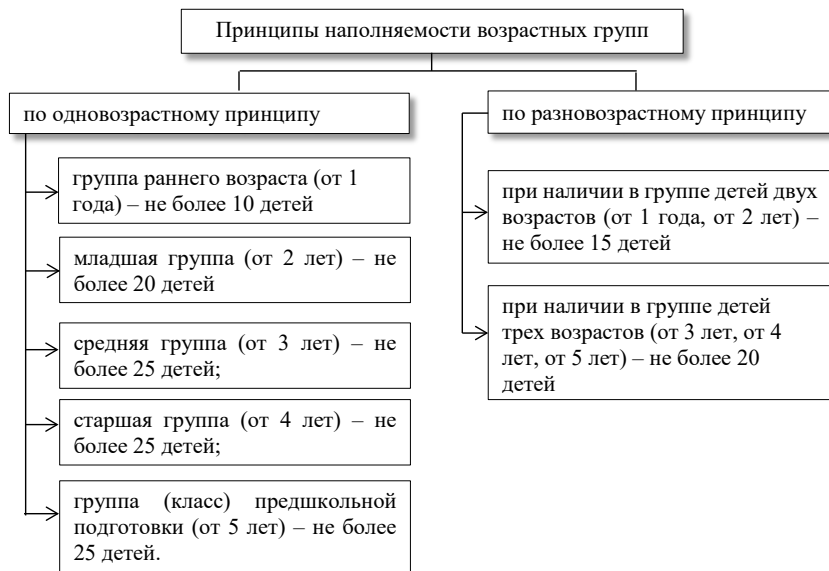 Принципы наполняемости возрастных групп
по одновозрастному принципу
группа раннего возраста (от 1
года) – не более 10 детей
младшая группа (от 2 лет) – не
более 20 детей
средняя группа (от 3 лет) – не
более 25 детей;
старшая группа (от 4 лет) – не
более 25 детей;
группа (класс) предшкольной
подготовки (от 5 лет) – не более
25 детей.
по разновозрастному принципу
при наличии в группе детей двух
возрастов (от 1 года, от 2 лет) –
не более 15 детей
при наличии в группе детей
трех возрастов (от 3 лет, от 4
лет, от 5 лет) – не более 20
детей